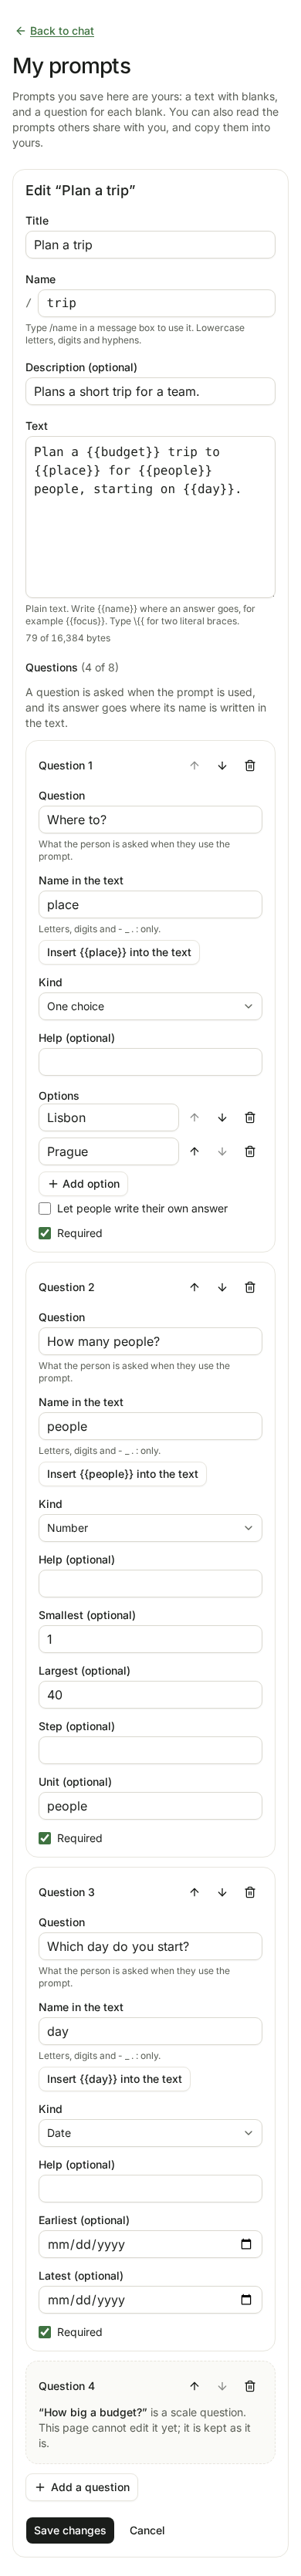 Back to chat
My prompts
Prompts you save here are yours: a text with blanks,
and a question for each blank. You can also read the
prompts others share with you, and copy them into
yours.
Edit “Plan a trip”
Title
Plan a trip
Name
/ trip
Type /name in a message box to use it. Lowercase
letters, digits and hyphens.
Description (optional)
Plans a short trip for a team.
Text
Plan a {{budget}} trip to
{{place}} for {{people}}
people, starting on {{day}}.
Plain text. Write {{name}} where an answer goes, for
example {{focus}}. Type \{{ for two literal braces.
79 of 16,384 bytes
Questions (4 of 8)
A question is asked when the prompt is used,
and its answer goes where its name is written in
the text.
Question 1
Question
Where to?
What the person is asked when they use the
prompt.
Name in the text
place
Letters, digits and - _ . : only.
Insert {{place}} into the text
Kind
One choice
Help (optional)
Options
Lisbon
Prague
Add option
Let people write their own answer
Required
Question 2
Question
How many people?
What the person is asked when they use the
prompt.
Name in the text
people
Letters, digits and - _ . : only.
Insert {{people}} into the text
Kind
Number
Help (optional)
Smallest (optional)
1
Largest (optional)
40
Step (optional)
Unit (optional)
people
Required
Question 3
Question
Which day do you start?
What the person is asked when they use the
prompt.
Name in the text
day
Letters, digits and - _ . : only.
Insert {{day}} into the text
Kind
Date
Help (optional)
Earliest (optional)
mm/dd/yyyy
Latest (optional)
mm/dd/yyyy
Required
Question 4
“How big a budget?” is a scale question.
This page cannot edit it yet; it is kept as it
is.
Add a question
Save changes Cancel